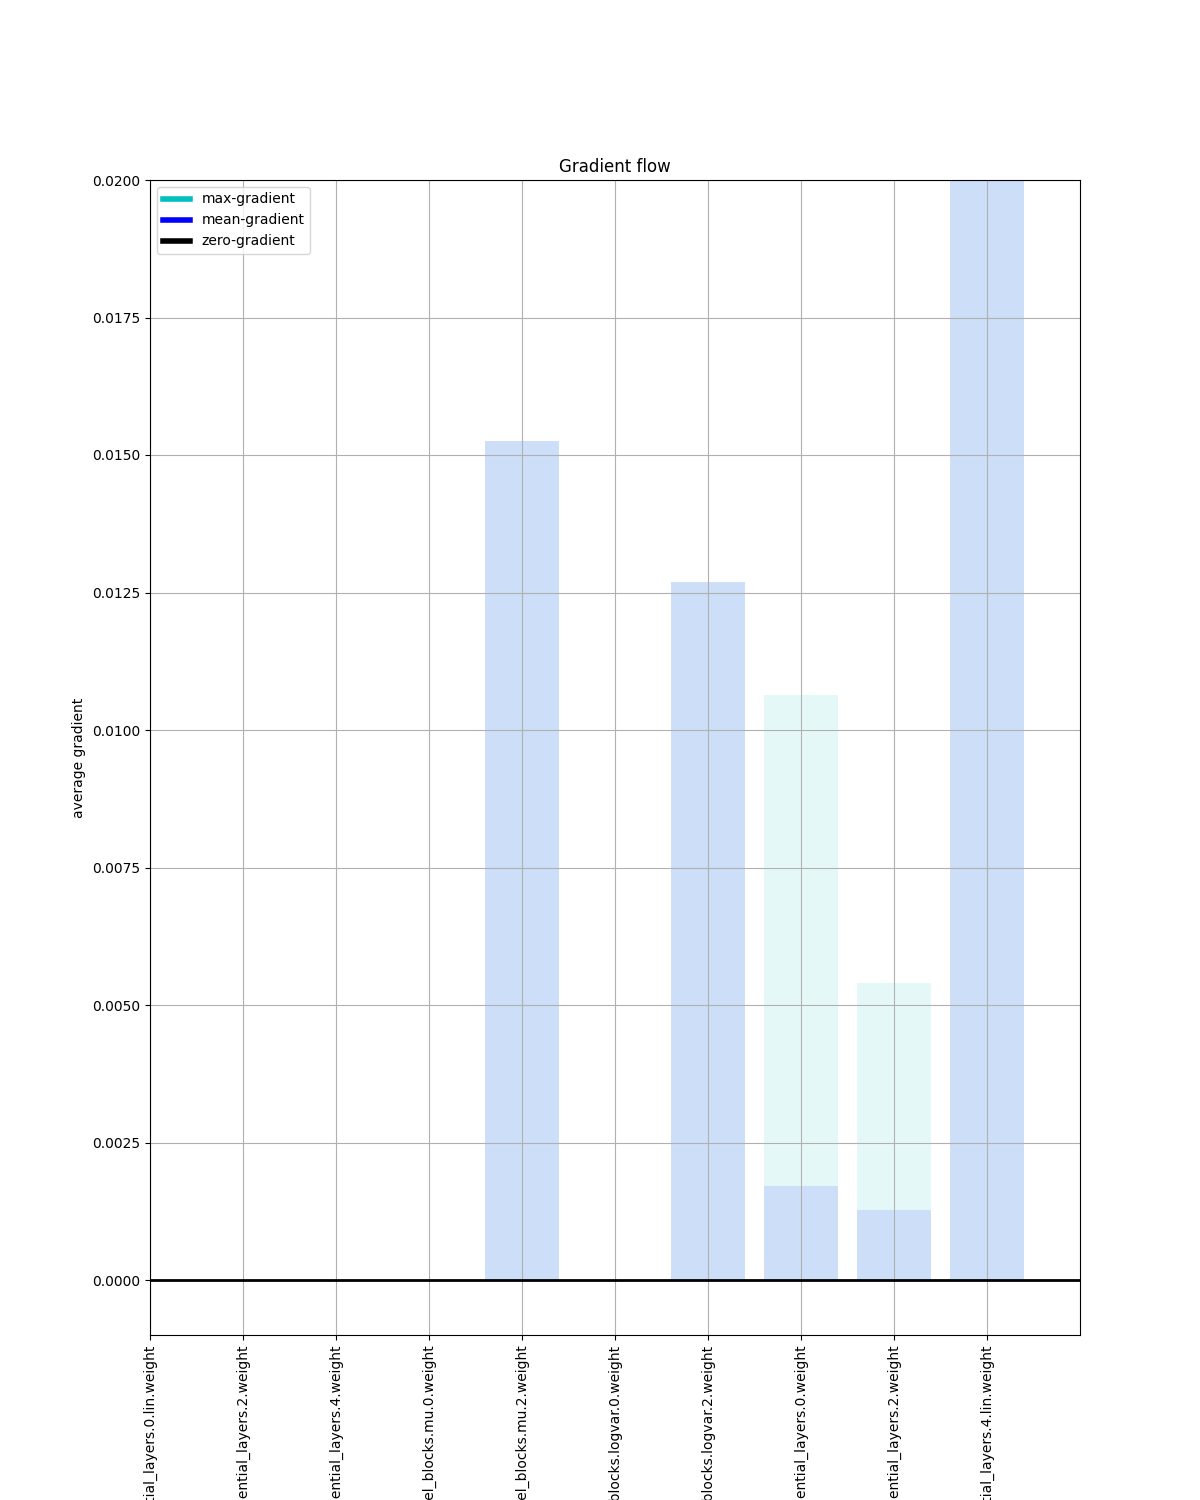 Gradient flow
max-gradient
mean-gradient
zero-gradient
average gradient
0.0200
0.0175
0.0150
0.0125
0.0100
0.0075
0.0050
0.0025
0.0000
tial_layers.0.lin.weight
ential_layers.2.weight
ential_layers.4.weight
el_blocks.mu.0.weight
el_blocks.mu.2.weight
blocks.logvar.0.weight
blocks.logvar.2.weight
ential_layers.0.weight
ential_layers.2.weight
tial_layers.4.lin.weight